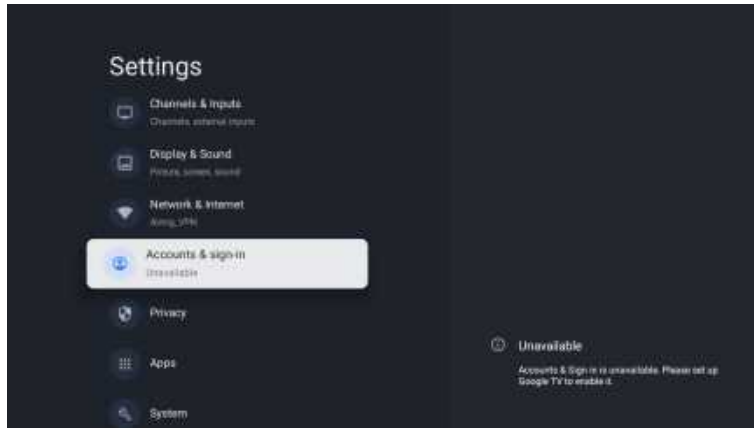 Settings
Channels & Inputs
Channels, external inputs
Display & Sound
Picture, screen, sound
Network & Internet
Accounts & sign-in
Unavailable
Privacy
Unavailable
Accounts & Sign in is unavailable. Please set up
Google TV to enable it.
Apps
System